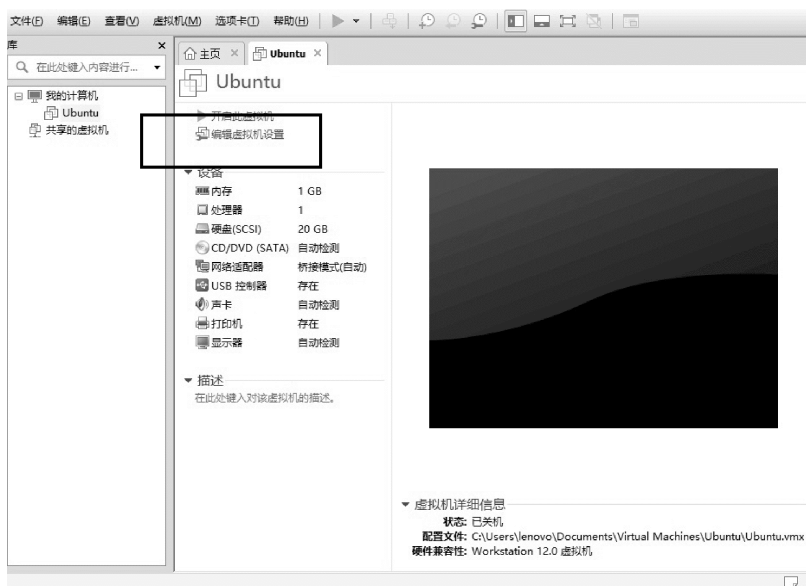 文件(F) 编辑(E) 查看(V) 虚拟机(M) 选项卡(T) 帮助(H)
库
在此处键入内容进行...
我的计算机
Ubuntu
共享的虚拟机
主页 Ubuntu
Ubuntu
开启此虚拟机
编辑虚拟机设置
设备
内存 1 GB
处理器 1
硬盘(SCSI) 20 GB
CD/DVD (SATA) 自动检测
网络适配器 桥接模式(自动)
USB 控制器 存在
声卡 自动检测
打印机 存在
显示器 自动检测
描述
在此处键入对该虚拟机的描述。
虚拟机详细信息
状态: 已关机
配置文件: C:\Users\lenovo\Documents\Virtual Machines\Ubuntu\Ubuntu.vmx
硬件兼容性: Workstation 12.0 虚拟机